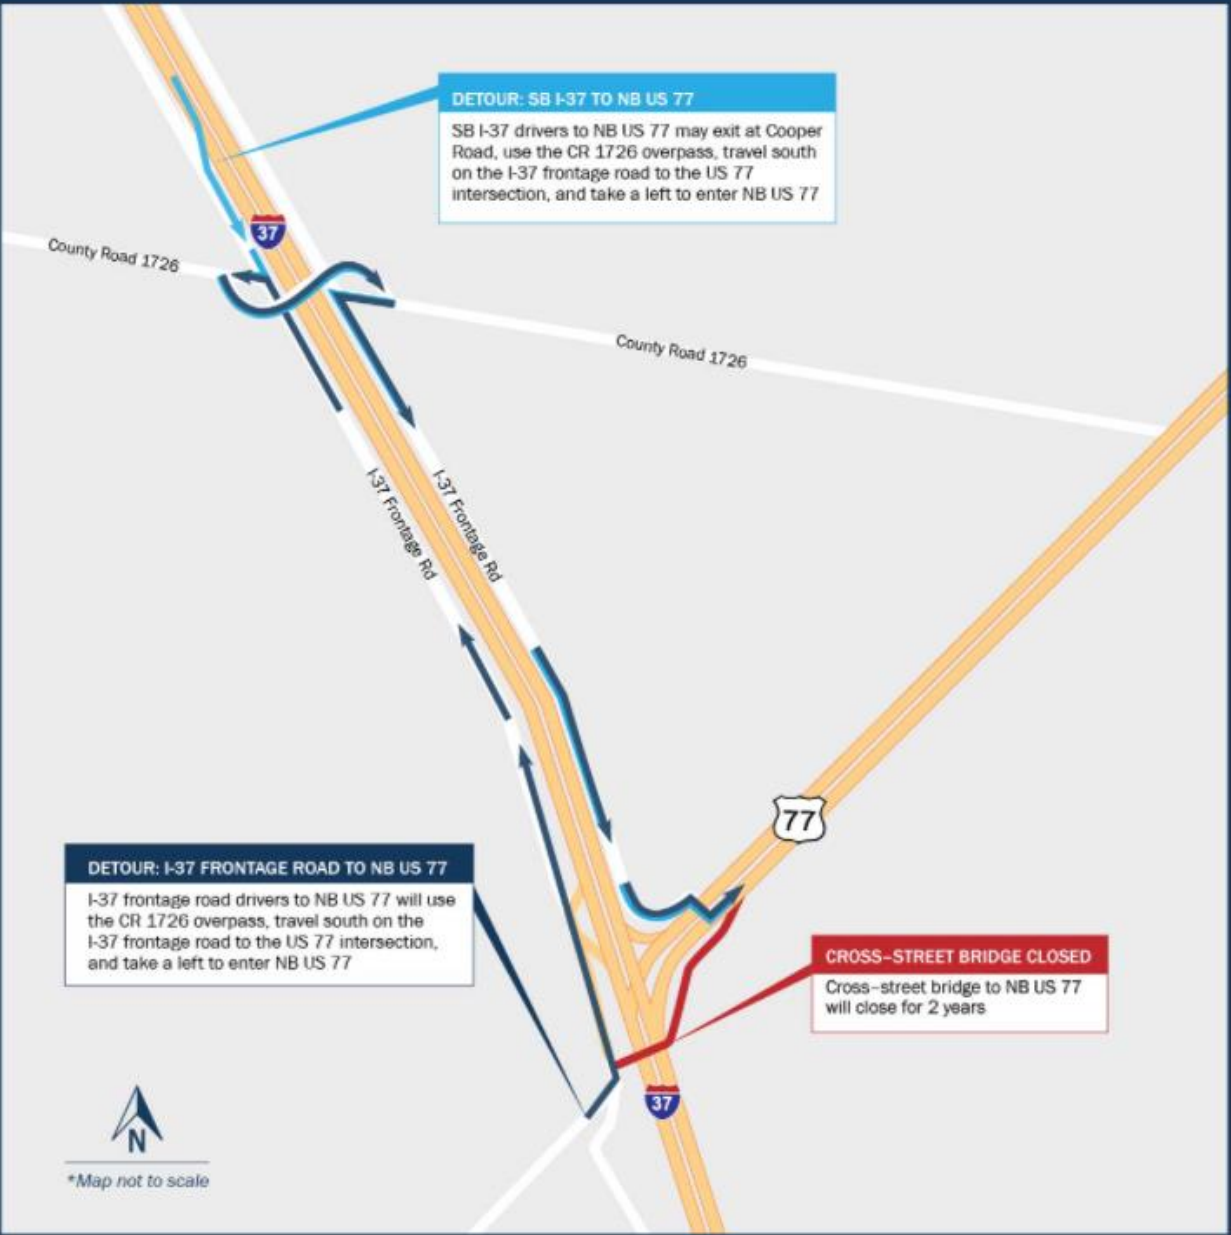 DETOUR: SB I-37 TO NB US 77
SB I-37 drivers to NB US 77 may exit at Cooper
Road, use the CR 1726 overpass, travel south
on the I-37 frontage road to the US 77
intersection, and take a left to enter NB US 77
37
County Road 1726
County Road 1726
I-37 Frontage Rd
I-37 Frontage Rd
77
DETOUR: I-37 FRONTAGE ROAD TO NB US 77
I-37 frontage road drivers to NB US 77 will use
the CR 1726 overpass, travel south on the
I-37 frontage road to the US 77 intersection,
and take a left to enter NB US 77
CROSS-STREET BRIDGE CLOSED
Cross-street bridge to NB US 77
will close for 2 years
37
N
*Map not to scale